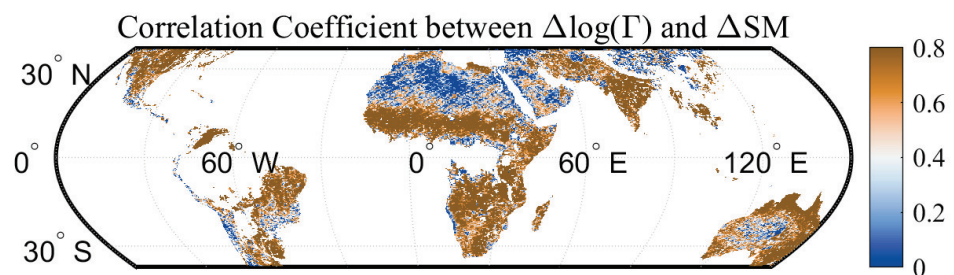 Correlation Coefficient between Δlog(Γ) and ΔSM
30° N
0°
30° S
60° W
0°
60° E
120° E
0.8
0.6
0.4
0.2
0